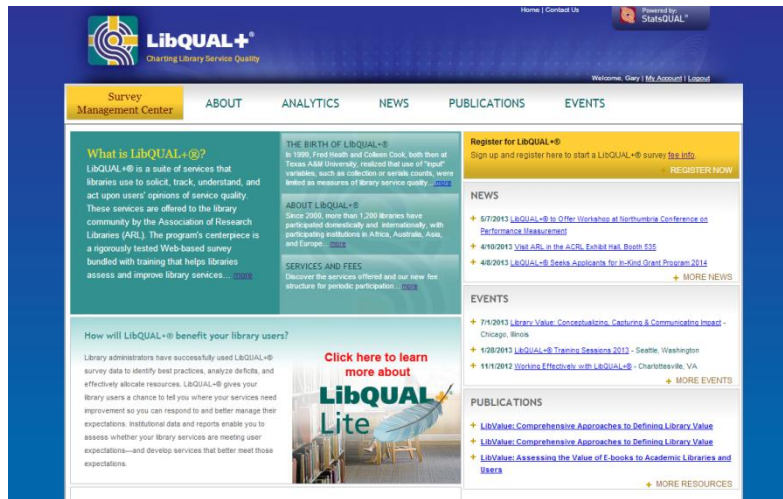 Home | Contact Us
Powered by:
StatsQUAL™
LibQUAL+®
Charting Library Service Quality
Welcome, Gary | My Account | Logout
Survey
Management Center
ABOUT
ANALYTICS
NEWS
PUBLICATIONS
EVENTS
What is LibQUAL+®?
LibQUAL+® is a suite of services that
libraries use to solicit, track, understand, and
act upon users' opinions of service quality.
These services are offered to the library
community by the Association of Research
Libraries (ARL). The program's centerpiece is
a rigorously tested Web-based survey
bundled with training that helps libraries
assess and improve library services.... more
THE BIRTH OF LibQUAL+®
In 1999, Fred Heath and Colleen Cook, both then at
Texas A&M University, realized that use of "input"
variables, such as collection or serials counts, were
limited as measures of library service quality... more
ABOUT LibQUAL+®
Since 2000, more than 1,200 libraries have
participated domestically and internationally, with
participating institutions in Africa, Australia, Asia,
and Europe... more
SERVICES AND FEES
Discover the services offered and our new fee
structure for periodic participation... more
Register for LibQUAL+®
Sign up and register here to start a LibQUAL+® survey fee info.
+ REGISTER NOW
NEWS
+ 5/7/2013 LibQUAL+® to Offer Workshop at Northumbria Conference on
Performance Measurement
+ 4/10/2013 Visit ARL in the ACRL Exhibit Hall, Booth 535
+ 4/8/2013 LibQUAL+® Seeks Applicants for In-Kind Grant Program 2014
+ MORE NEWS
EVENTS
+ 7/1/2013 Library Value: Conceptualizing, Capturing & Communicating Impact -
Chicago, Illinois
+ 1/28/2013 LibQUAL+® Training Sessions 2013 - Seattle, Washington
+ 11/1/2012 Working Effectively with LibQUAL+® - Charlottesville, VA
+ MORE EVENTS
PUBLICATIONS
+ LibValue: Comprehensive Approaches to Defining Library Value
+ LibValue: Comprehensive Approaches to Defining Library Value
+ LibValue: Assessing the Value of E-books to Academic Libraries and
Users
+ MORE RESOURCES
How will LibQUAL+® benefit your library users?
Library administrators have successfully used LibQUAL+®
survey data to identify best practices, analyze deficits, and
effectively allocate resources. LibQUAL+® gives your
library users a chance to tell you where your services need
improvement so you can respond to and better manage their
expectations. Institutional data and reports enable you to
assess whether your library services are meeting user
expectations—and develop services that better meet those
expectations.
Click here to learn
more about
LibQUAL+
Lite